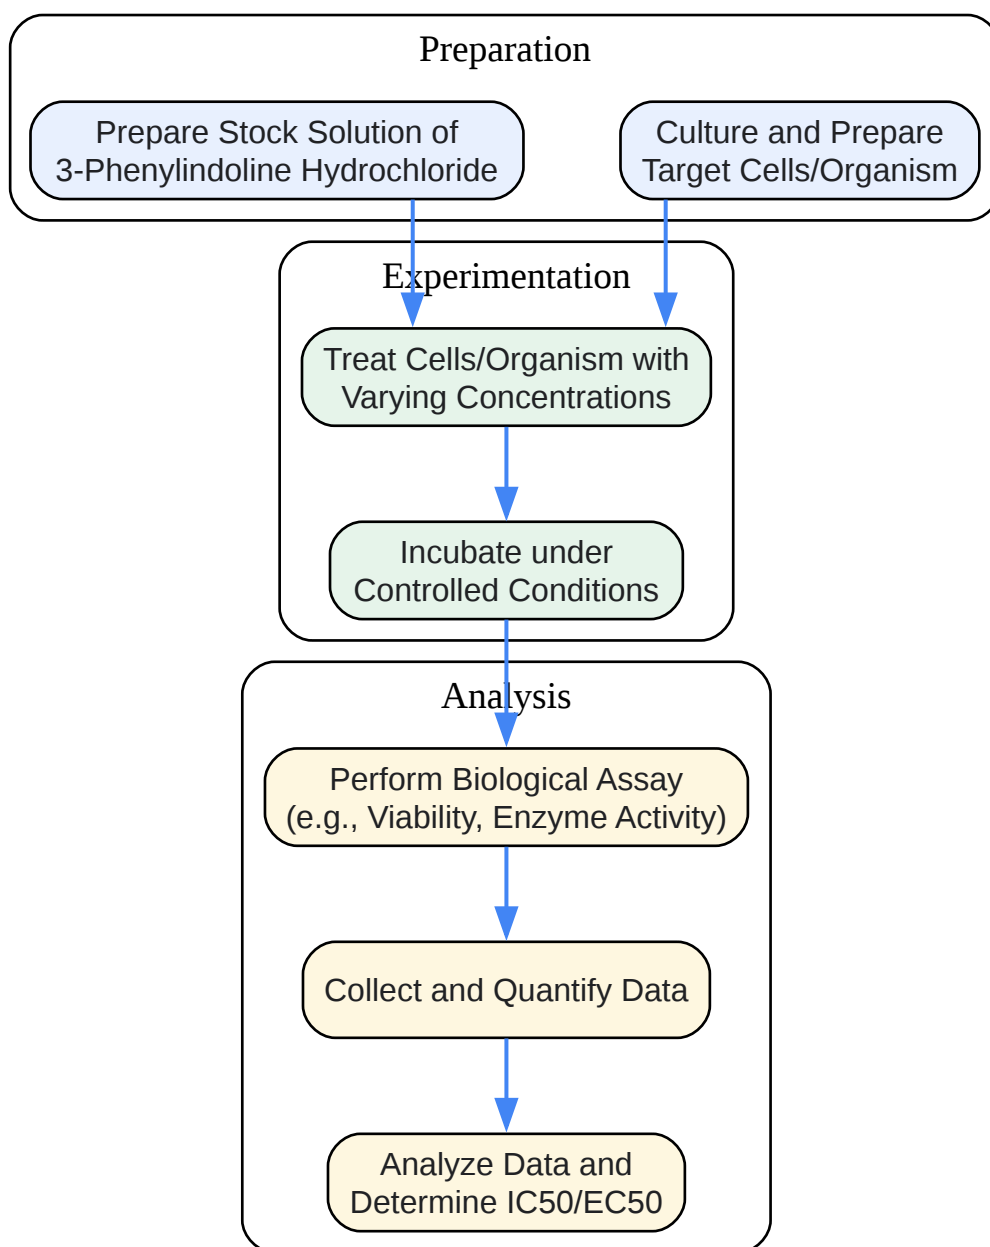 Preparation
Prepare Stock Solution of
3-Phenylindoline Hydrochloride
Culture and Prepare
Target Cells/Organism
Experimentation
Treat Cells/Organism with
Varying Concentrations
Incubate under
Controlled Conditions
Analysis
Perform Biological Assay
(e.g., Viability, Enzyme Activity)
Collect and Quantify Data
Analyze Data and
Determine IC50/EC50